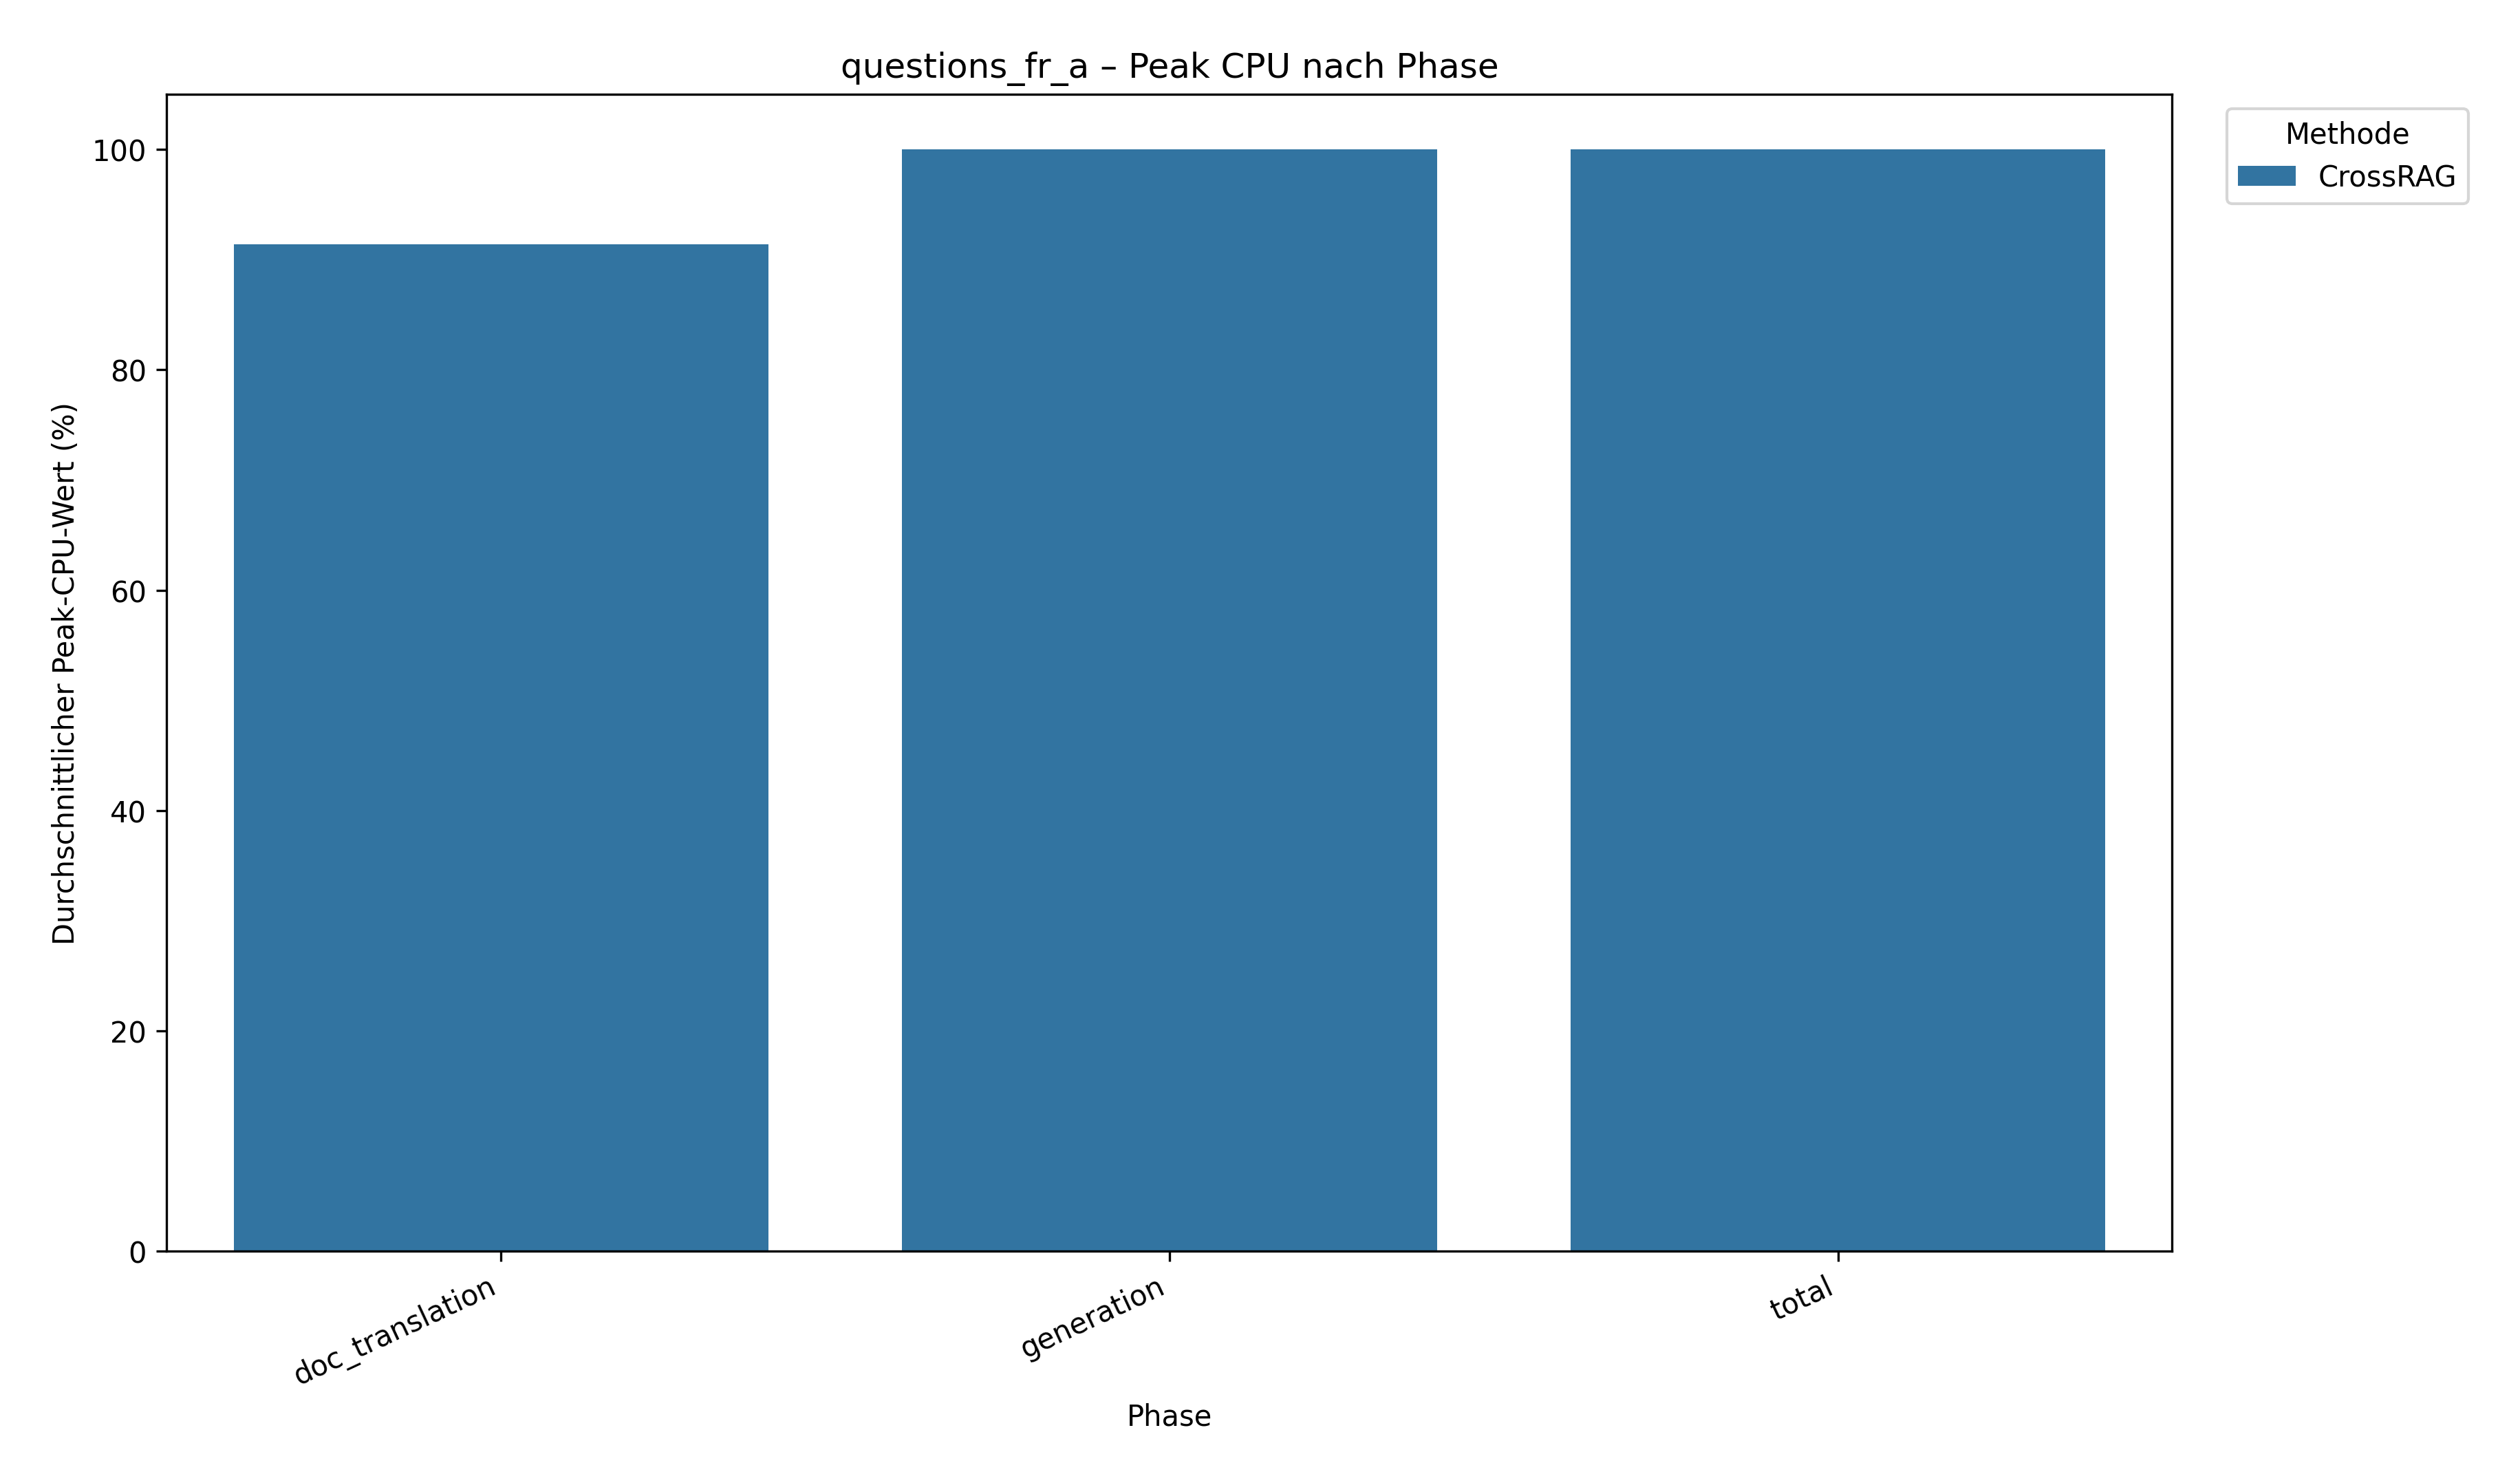 questions_fr_a – Peak CPU nach Phase
Methode
CrossRAG
Durchschnittlicher Peak-CPU-Wert (%)
100
80
60
40
20
0
doc_translation
generation
total
Phase